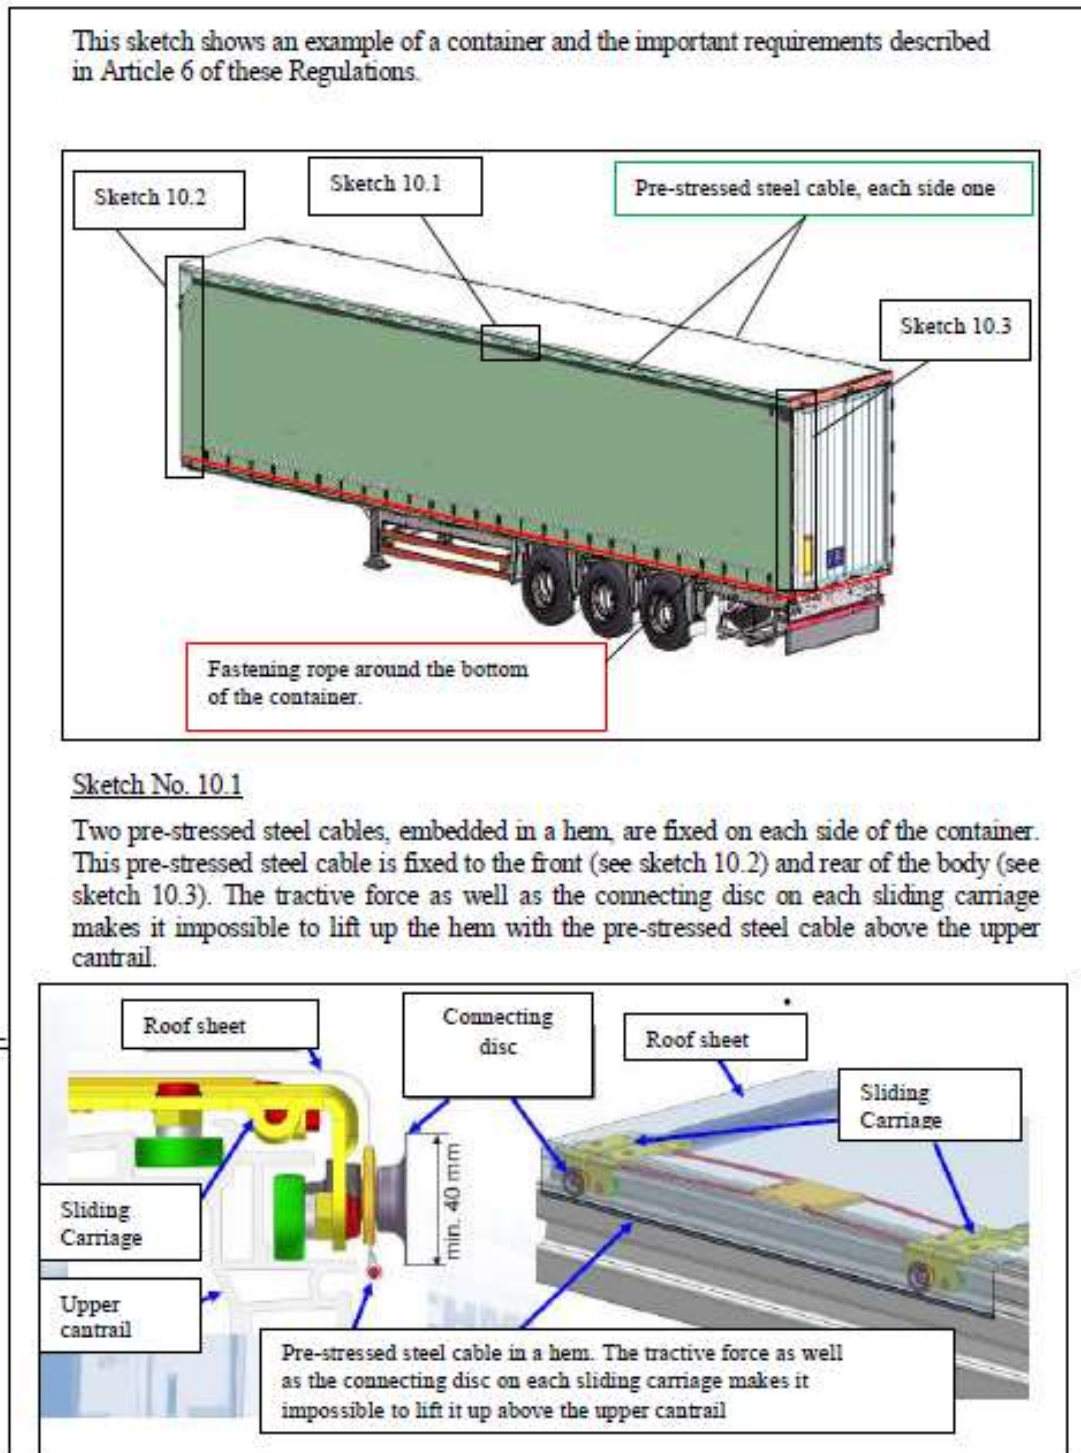 This sketch shows an example of a container and the important requirements described
in Article 6 of these Regulations.
Sketch 10.2
Sketch 10.1
Pre-stressed steel cable, each side one
Sketch 10.3
Fastening rope around the bottom
of the container.
Sketch No. 10.1
Two pre-stressed steel cables, embedded in a hem, are fixed on each side of the container.
This pre-stressed steel cable is fixed to the front (see sketch 10.2) and rear of the body (see
sketch 10.3). The tractive force as well as the connecting disc on each sliding carriage
makes it impossible to lift up the hem with the pre-stressed steel cable above the upper
cantrail.
Roof sheet
Connecting
disc
Roof sheet
Sliding
Carriage
min. 40 mm
Sliding
Carriage
Upper
cantrail
Pre-stressed steel cable in a hem. The tractive force as well
as the connecting disc on each sliding carriage makes it
impossible to lift it up above the upper cantrail